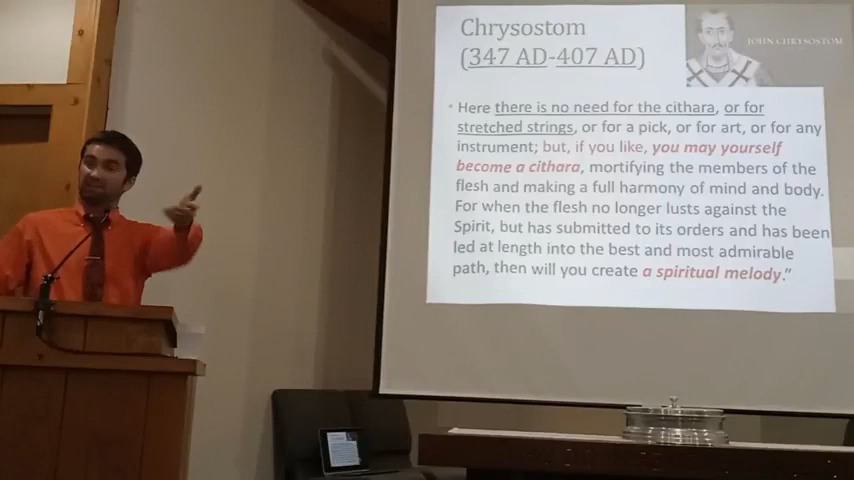 Chrysostom
(347 AD-407 AD)
JOHN CHRYSOSTOM
• Here there is no need for the cithara, or for
stretched strings, or for a pick, or for art, or for any
instrument; but, if you like, you may yourself
become a cithara, mortifying the members of the
flesh and making a full harmony of mind and body.
For when the flesh no longer lusts against the
Spirit, but has submitted to its orders and has been
led at length into the best and most admirable
path, then will you create a spiritual melody.”